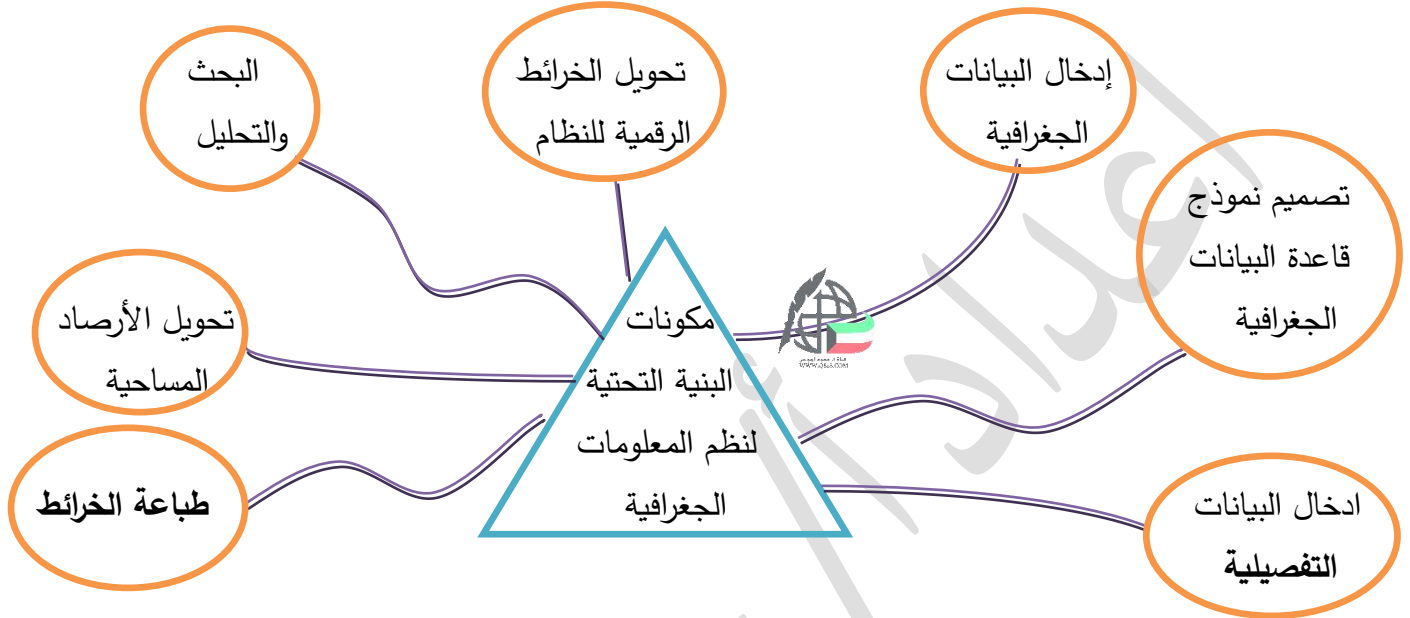 إدخال البيانات
الجغرافية
تحويل الخرائط
الرقمية للنظام
البحث
والتحليل
تصميم نموذج
قاعدة البيانات
الجغرافية
مكونات
البنية التحتية
لنظم المعلومات
الجغرافية
تحويل الأرصاد
المساحية
طباعة الخرائط
ادخال البيانات
التفصيلية
اعداد أ/